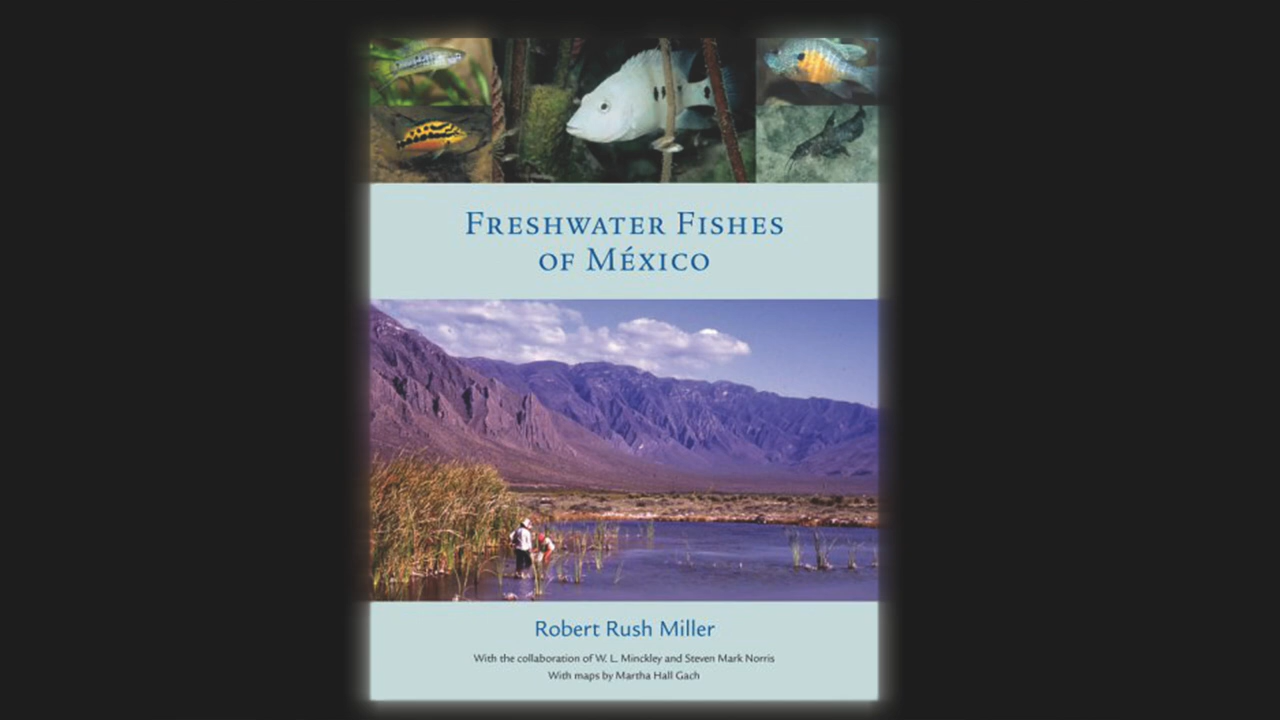 Freshwater Fishes
of México
Robert Rush Miller
With the collaboration of W. L. Minckley and Steven Mark Norris
With maps by Martha Hall Gach